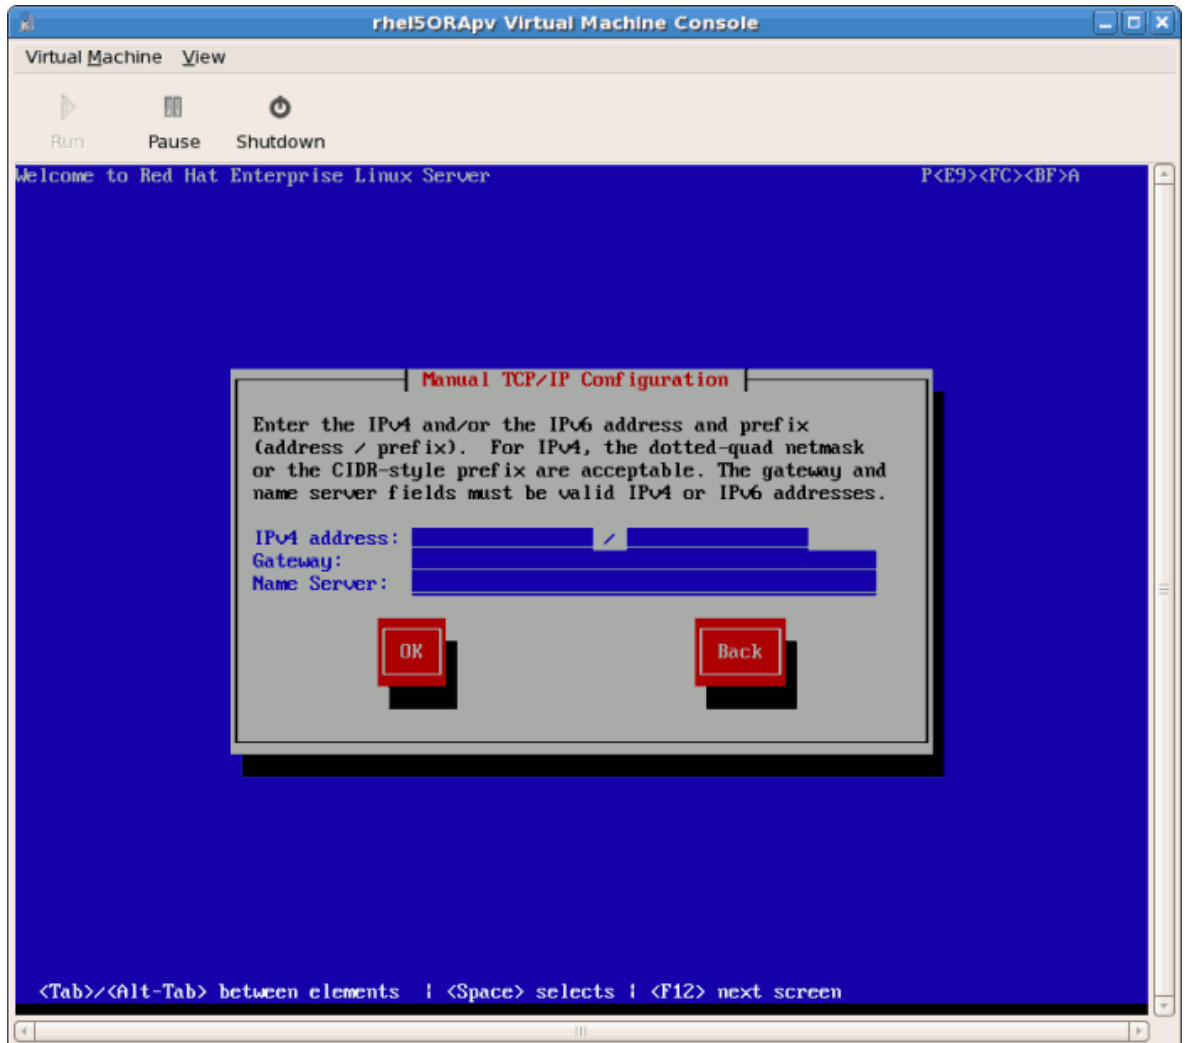 rhel5ORApv Virtual Machine Console
Virtual Machine View
Run Pause Shutdown
Welcome to Red Hat Enterprise Linux Server P<E9><FC><BF>A
Manual TCP/IP Configuration
Enter the IPv4 and/or the IPv6 address and prefix
(address / prefix). For IPv4, the dotted-quad netmask
or the CIDR-style prefix are acceptable. The gateway and
name server fields must be valid IPv4 or IPv6 addresses.
IPv4 address: /
Gateway:
Name Server:
OK Back
<Tab>/<Alt-Tab> between elements | <Space> selects | <F12> next screen